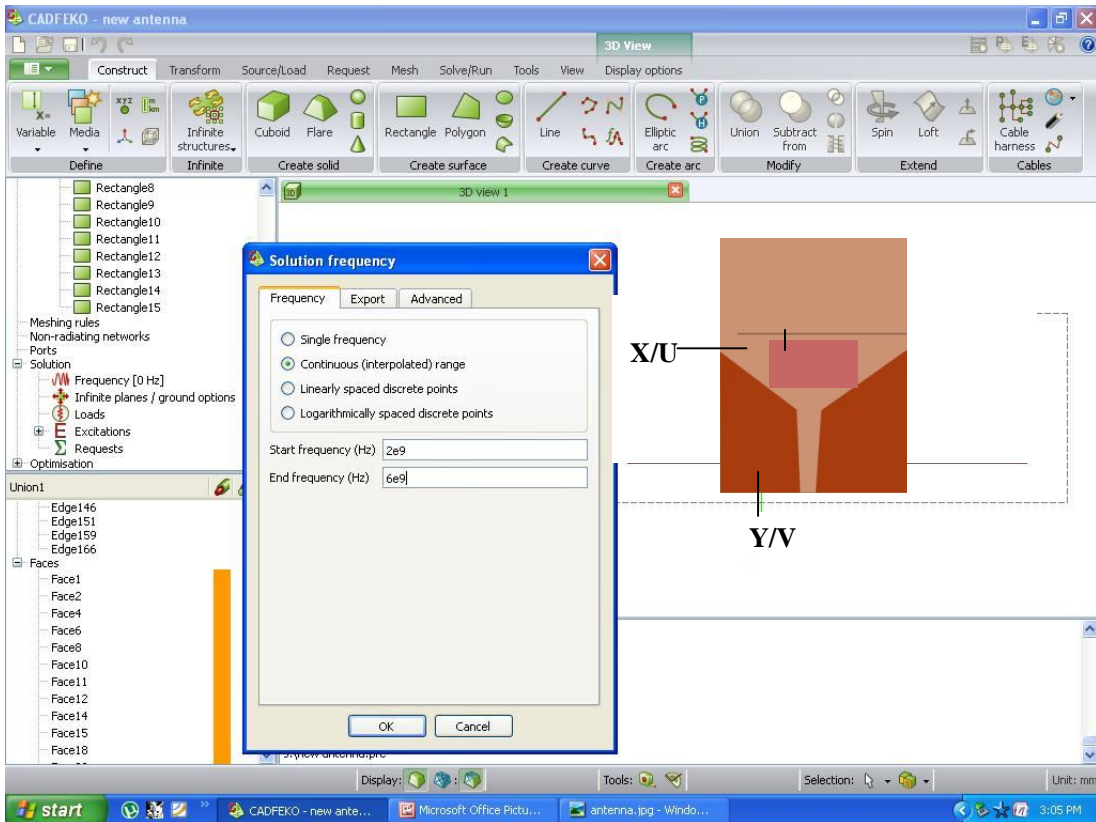 CADFEKO - new antenna
3D View
Construct Transform Source/Load Request Mesh Solve/Run Tools View Display options
X=
xyz
m
km
Variable
Media
Infinite
structures
Cuboid
Flare
Rectangle
Polygon
Line
Elliptic
arc
Union
Subtract
from
Spin
Loft
Cable
harness
Define
Infinite
Create solid
Create surface
Create curve
Create arc
Modify
Extend
Cables
Rectangle8
Rectangle9
Rectangle10
Rectangle11
Rectangle12
Rectangle13
Rectangle14
Rectangle15
Meshing rules
Non-radiating networks
Ports
Solution
Frequency [0 Hz]
Infinite planes / ground options
Loads
Excitations
Requests
Optimisation
Union1
Edge146
Edge151
Edge159
Edge166
Faces
Face1
Face2
Face4
Face6
Face8
Face10
Face11
Face12
Face14
Face15
Face18
3D
3D view 1
Solution frequency
Frequency Export Advanced
Single frequency
Continuous (interpolated) range
Linearly spaced discrete points
Logarithmically spaced discrete points
Start frequency (Hz) 2e9
End frequency (Hz) 6e9
OK Cancel
X/U
Y/V
Display:
Tools:
Selection:
Unit: mm
start
CADFEKO - new ante...
Microsoft Office Pictu...
antenna.jpg - Windo...
3:05 PM